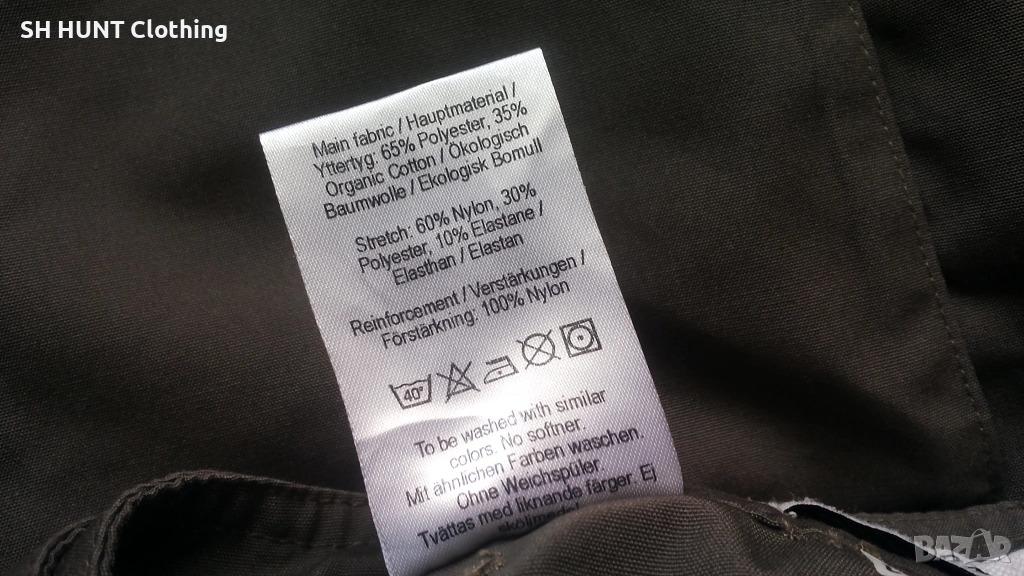 SH HUNT Clothing
Main fabric / Hauptmaterial /
Yttertyg: 65% Polyester, 35%
Organic Cotton / Ökologisch
Baumwolle / Ekologisk Bomull
Stretch: 60% Nylon, 30%
Polyester, 10% Elastane /
Elasthan / Elastan
Reinforcement / Verstärkungen /
Förstärkning: 100% Nylon
40°
To be washed with similar
colors. No softner.
Mit ähnlichen Farben waschen.
Ohne Weichspüler.
Tvättas med liknande färger. Ej
BAZAR